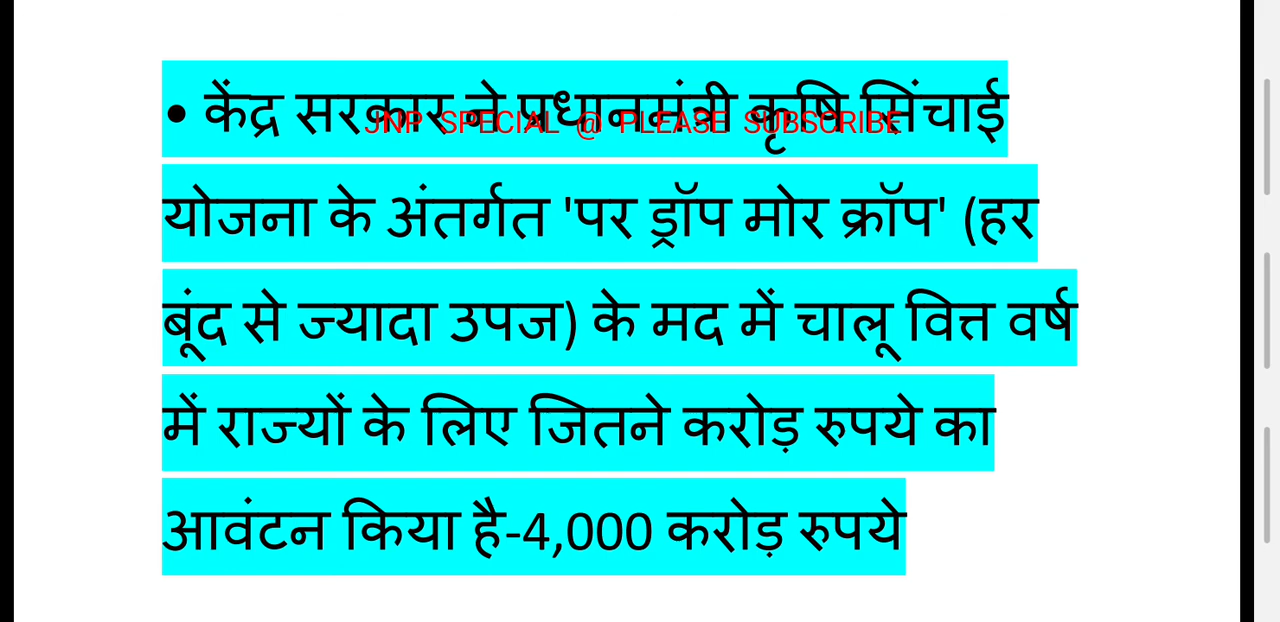 • केंद्र सरकार ने प्रधानमंत्री कृषि सिंचाई
JNP SPECIAL @ PLEASE SUBSCRIBE
योजना के अंतर्गत 'पर ड्रॉप मोर क्रॉप' (हर
बूंद से ज्यादा उपज) के मद में चालू वित्त वर्ष
में राज्यों के लिए जितने करोड़ रुपये का
आवंटन किया है-4,000 करोड़ रुपये